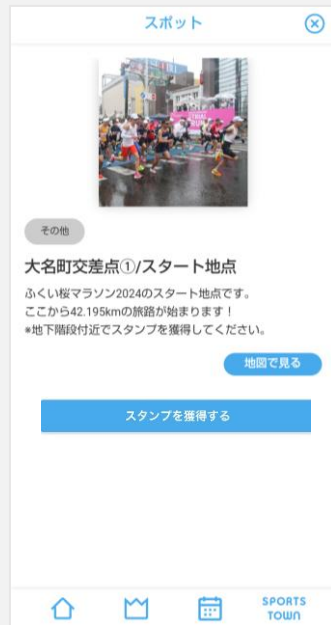 スポット
その他
大名町交差点①/スタート地点
ふくい桜マラソン2024のスタート地点です。
ここから42.195kmの旅路が始まります！
*地下階段付近でスタンプを獲得してください。
地図で見る
スタンプを獲得する
SPORTS
TOWN